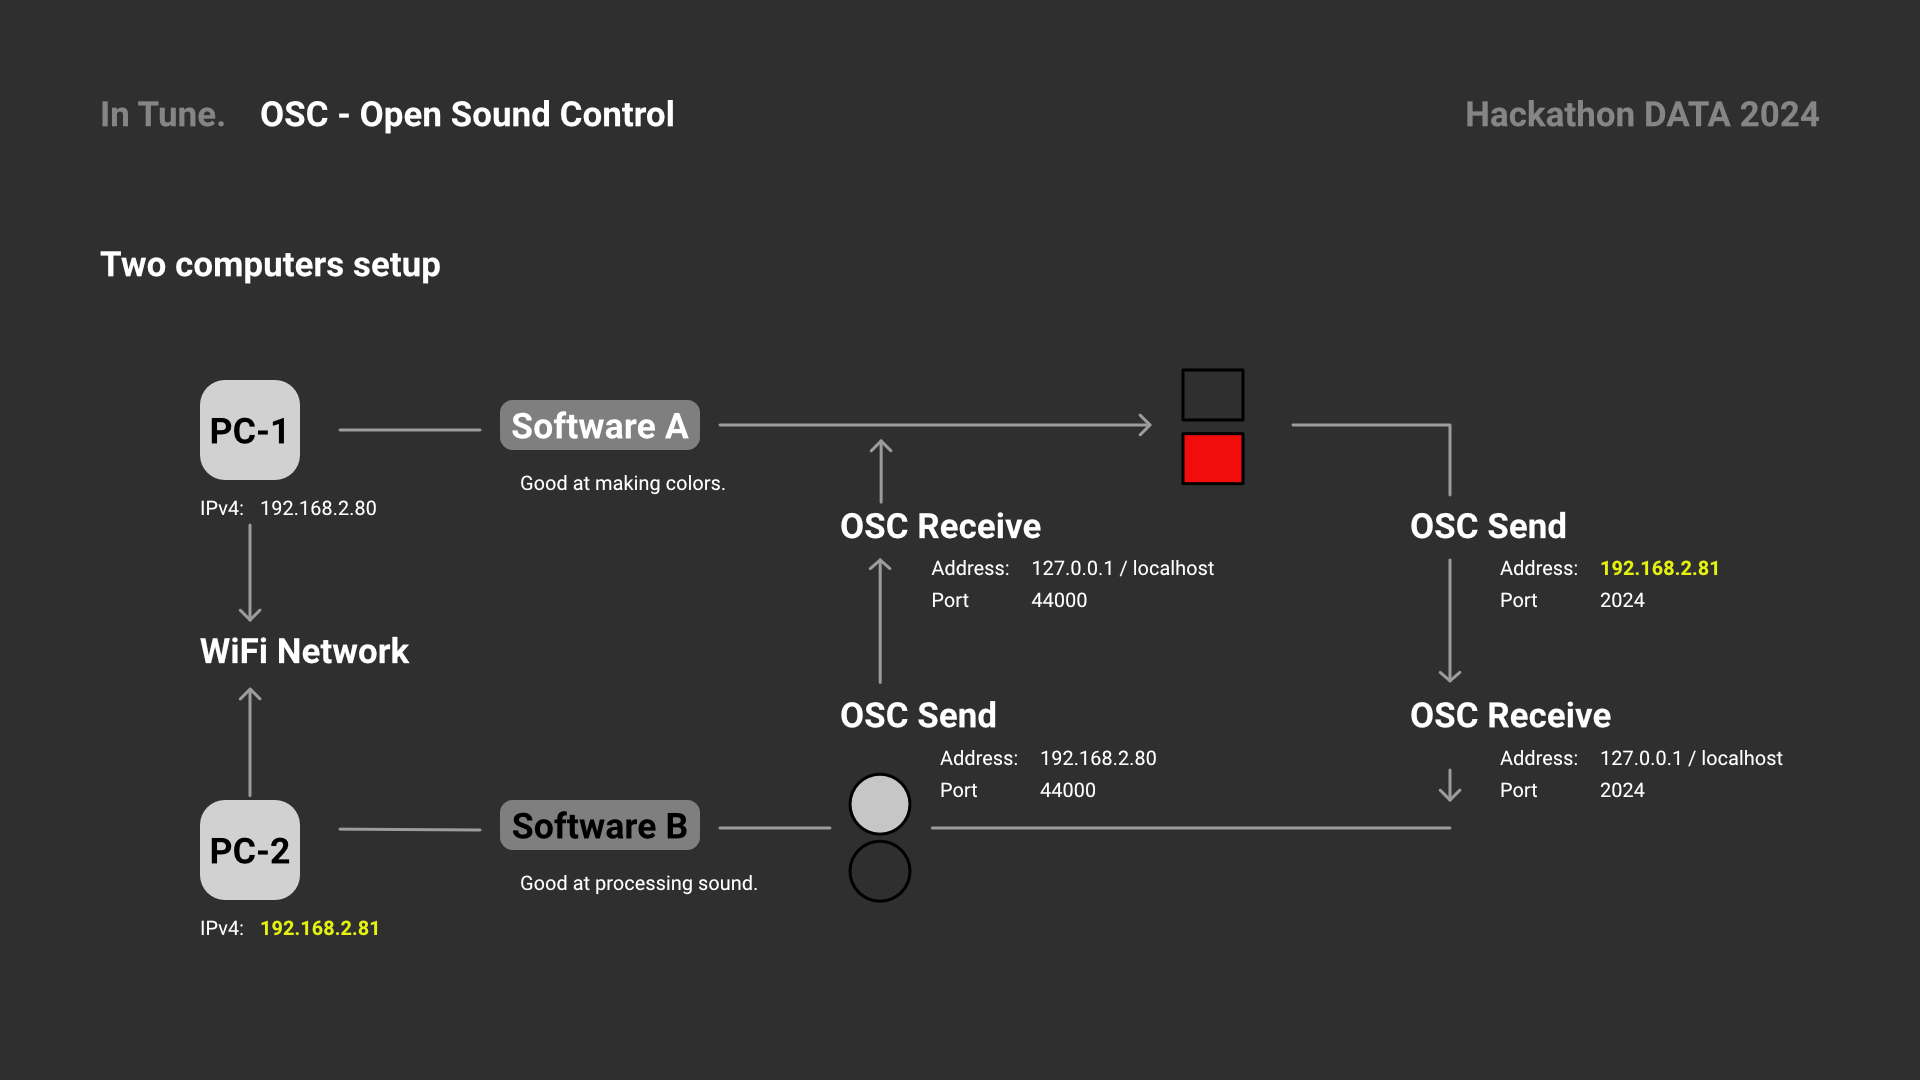 In Tune. OSC - Open Sound Control Hackathon DATA 2024
Two computers setup
PC-1
IPv4: 192.168.2.80
Software A
Good at making colors.
OSC Receive
Address: 127.0.0.1 / localhost
Port 44000
OSC Send
Address: 192.168.2.81
Port 2024
WiFi Network
OSC Send
Address: 192.168.2.80
Port 44000
OSC Receive
Address: 127.0.0.1 / localhost
Port 2024
PC-2
IPv4: 192.168.2.81
Software B
Good at processing sound.